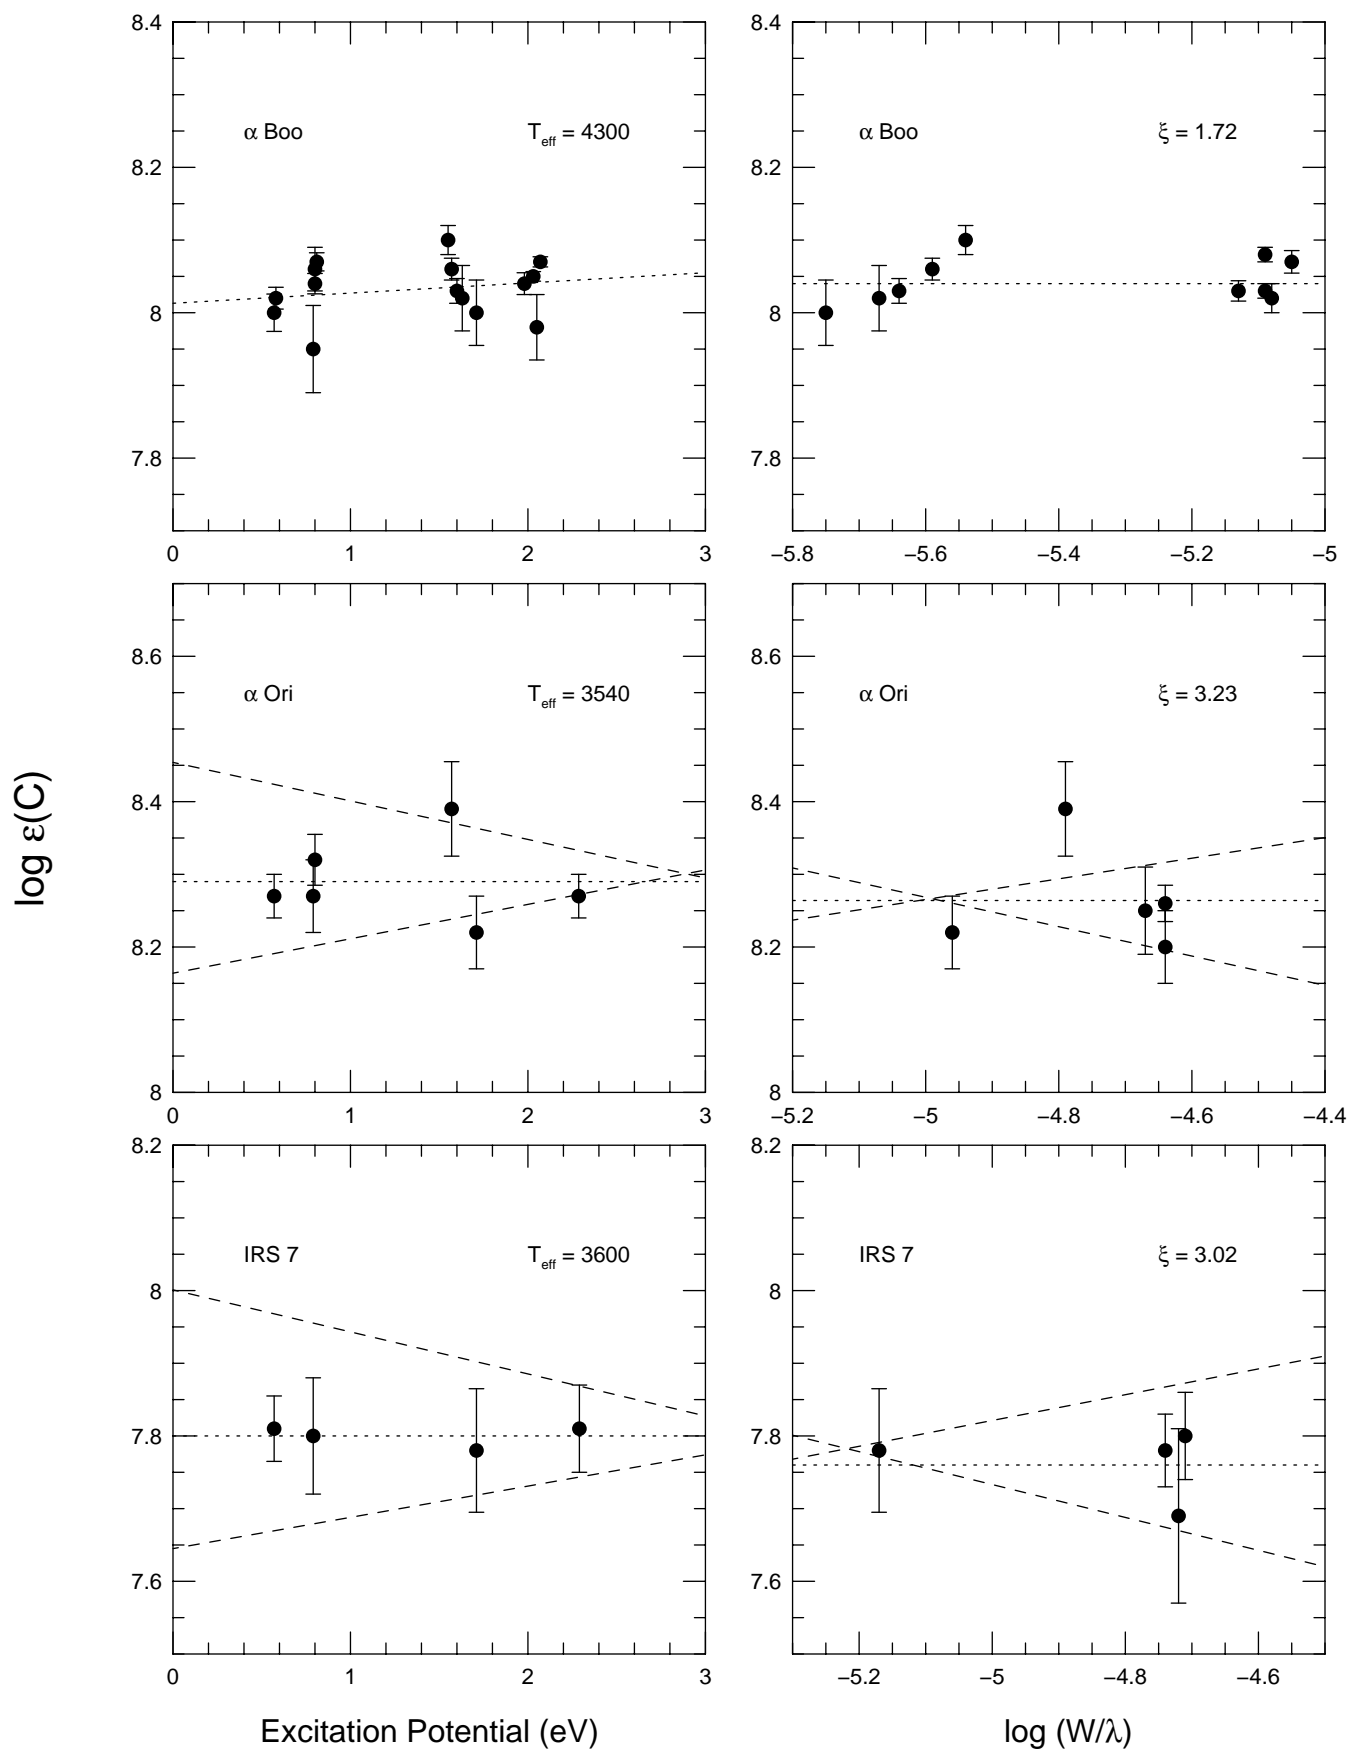 8.4 8.4
α Boo T_eff = 4300 α Boo ξ = 1.72
8.2 8.2
8 8
7.8 7.8
0 1 2 3 −5.8 −5.6 −5.4 −5.2 −5
8.6 8.6
α Ori T_eff = 3540 α Ori ξ = 3.23
8.4 8.4
log ε(C)
8.2 8.2
8 8
0 1 2 3 −5.2 −5 −4.8 −4.6 −4.4
8.2 8.2
IRS 7 T_eff = 3600 IRS 7 ξ = 3.02
8 8
7.8 7.8
7.6 7.6
0 1 2 3 −5.2 −5 −4.8 −4.6
Excitation Potential (eV) log (W/λ)